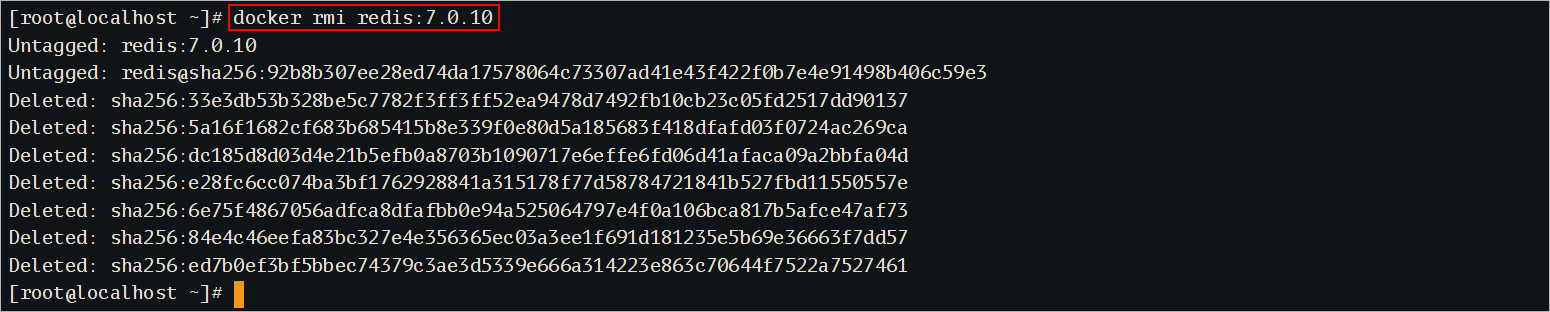 [root@localhost ~]# docker rmi redis:7.0.10
Untagged: redis:7.0.10
Untagged: redis@sha256:92b8b307ee28ed74da17578064c73307ad41e43f422f0b7e4e91498b406c59e3
Deleted: sha256:33e3db53b328be5c7782f3ff3ff52ea9478d7492fb10cb23c05fd2517dd90137
Deleted: sha256:5a16f1682cf683b685415b8e339f0e80d5a185683f418dfafd03f0724ac269ca
Deleted: sha256:dc185d8d03d4e21b5efb0a8703b1090717e6effe6fd06d41afaca09a2bbfa04d
Deleted: sha256:e28fc6cc074ba3bf1762928841a315178f77d58784721841b527fbd11550557e
Deleted: sha256:6e75f4867056adfca8dfafbb0e94a525064797e4f0a106bca817b5afce47af73
Deleted: sha256:84e4c46eefa83bc327e4e356365ec03a3ee1f691d181235e5b69e36663f7dd57
Deleted: sha256:ed7b0ef3bf5bbec74379c3ae3d5339e666a314223e863c70644f7522a7527461
[root@localhost ~]#